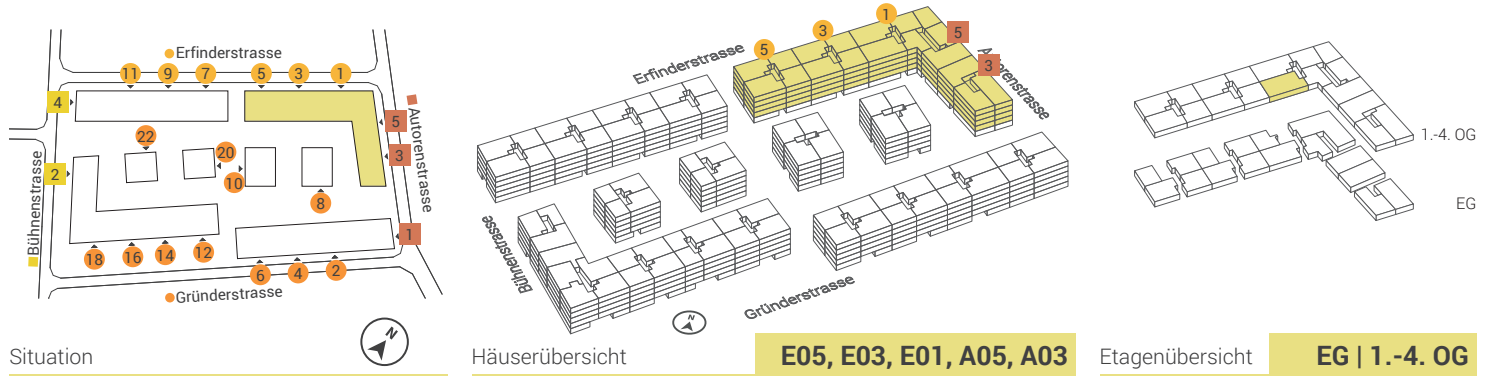 Erfinderstrasse
11 9 7 5 3 1
4
5
22
20
3
2
10
8
Bühnenstrasse
Autorenstrasse
1
18 16 14 12
6 4 2
Gründerstrasse
N
Situation
1
3
5
5
3
Erfinderstrasse
Autorenstrasse
Bühnenstrasse
Gründerstrasse
N
Häuserübersicht
E05, E03, E01, A05, A03
1.-4. OG
EG
Etagenübersicht
EG | 1.-4. OG